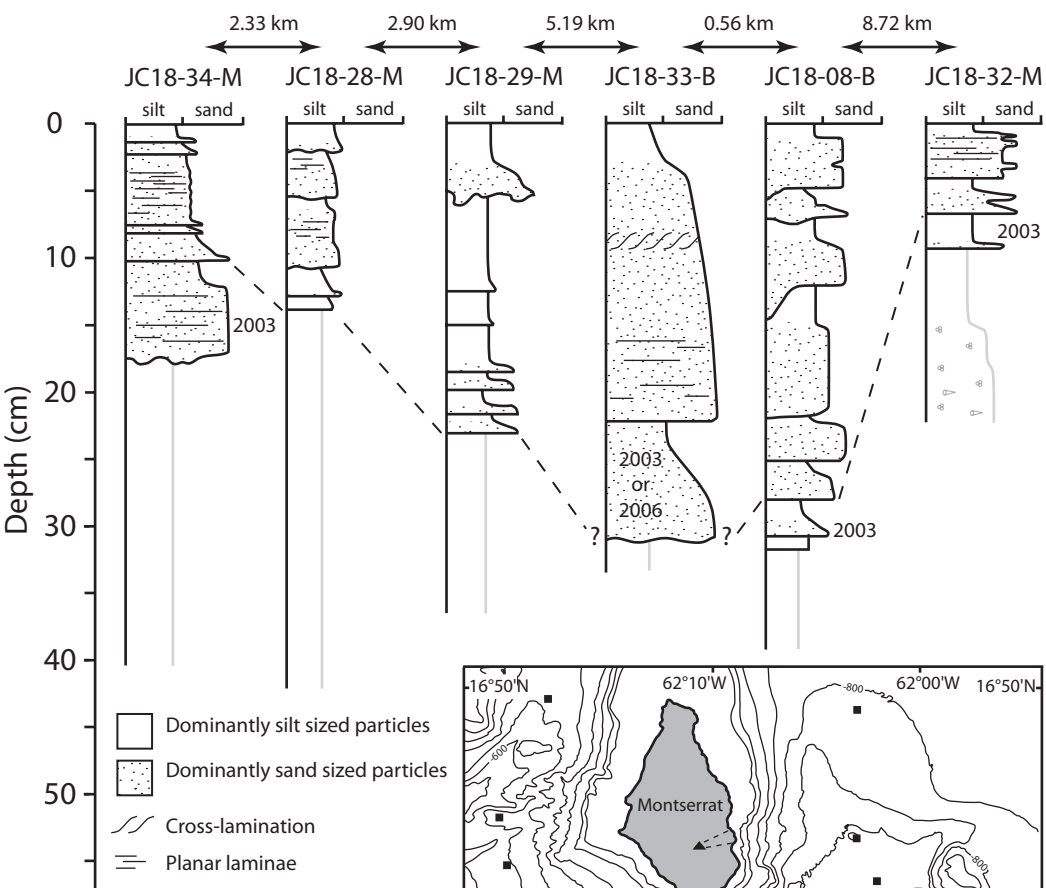 2.33 km 2.90 km 5.19 km 0.56 km 8.72 km
JC18-34-M JC18-28-M JC18-29-M JC18-33-B JC18-08-B JC18-32-M
silt sand silt sand silt sand silt sand silt sand silt sand
0
10
20
30
40
50
Depth (cm)
2003
2003
or
2006
? ?
2003
2003
Dominantly silt sized particles
Dominantly sand sized particles
Cross-lamination
Planar laminae
16°50'N 62°10'W 62°00'W 16°50'N
-800
-600
Montserrat
-800